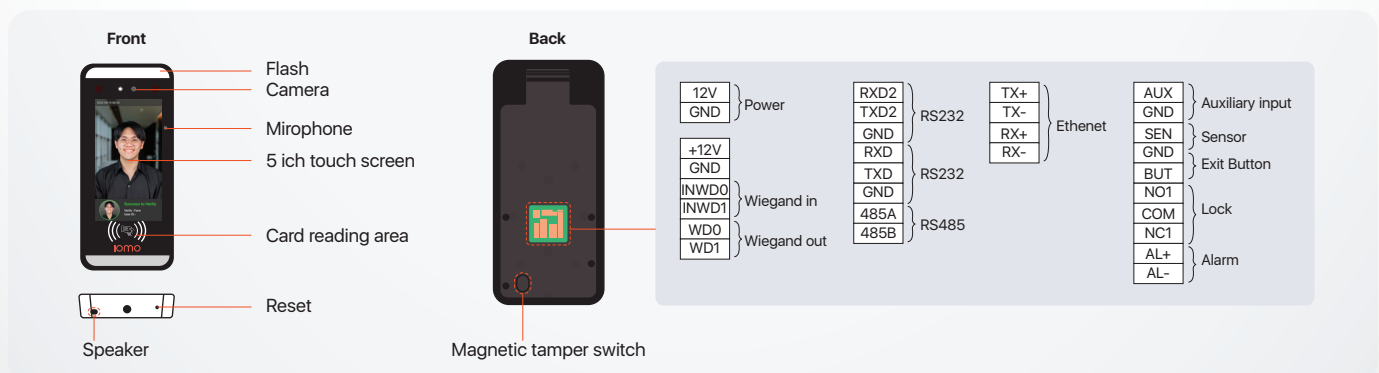 Front
Flash
Camera
Mirophone
5 ich touch screen
Card reading area
Reset
Speaker
Back
Magnetic tamper switch
12V
GND
Power
+12V
GND
INWD0
INWD1
Wiegand in
WD0
WD1
Wiegand out
RXD2
TXD2
GND
RS232
RXD
TXD
GND
RS232
485A
485B
RS485
TX+
TX-
RX+
RX-
Ethenet
AUX
GND
Auxiliary input
SEN
Sensor
GND
BUT
Exit Button
NO1
COM
NC1
Lock
AL+
AL-
Alarm